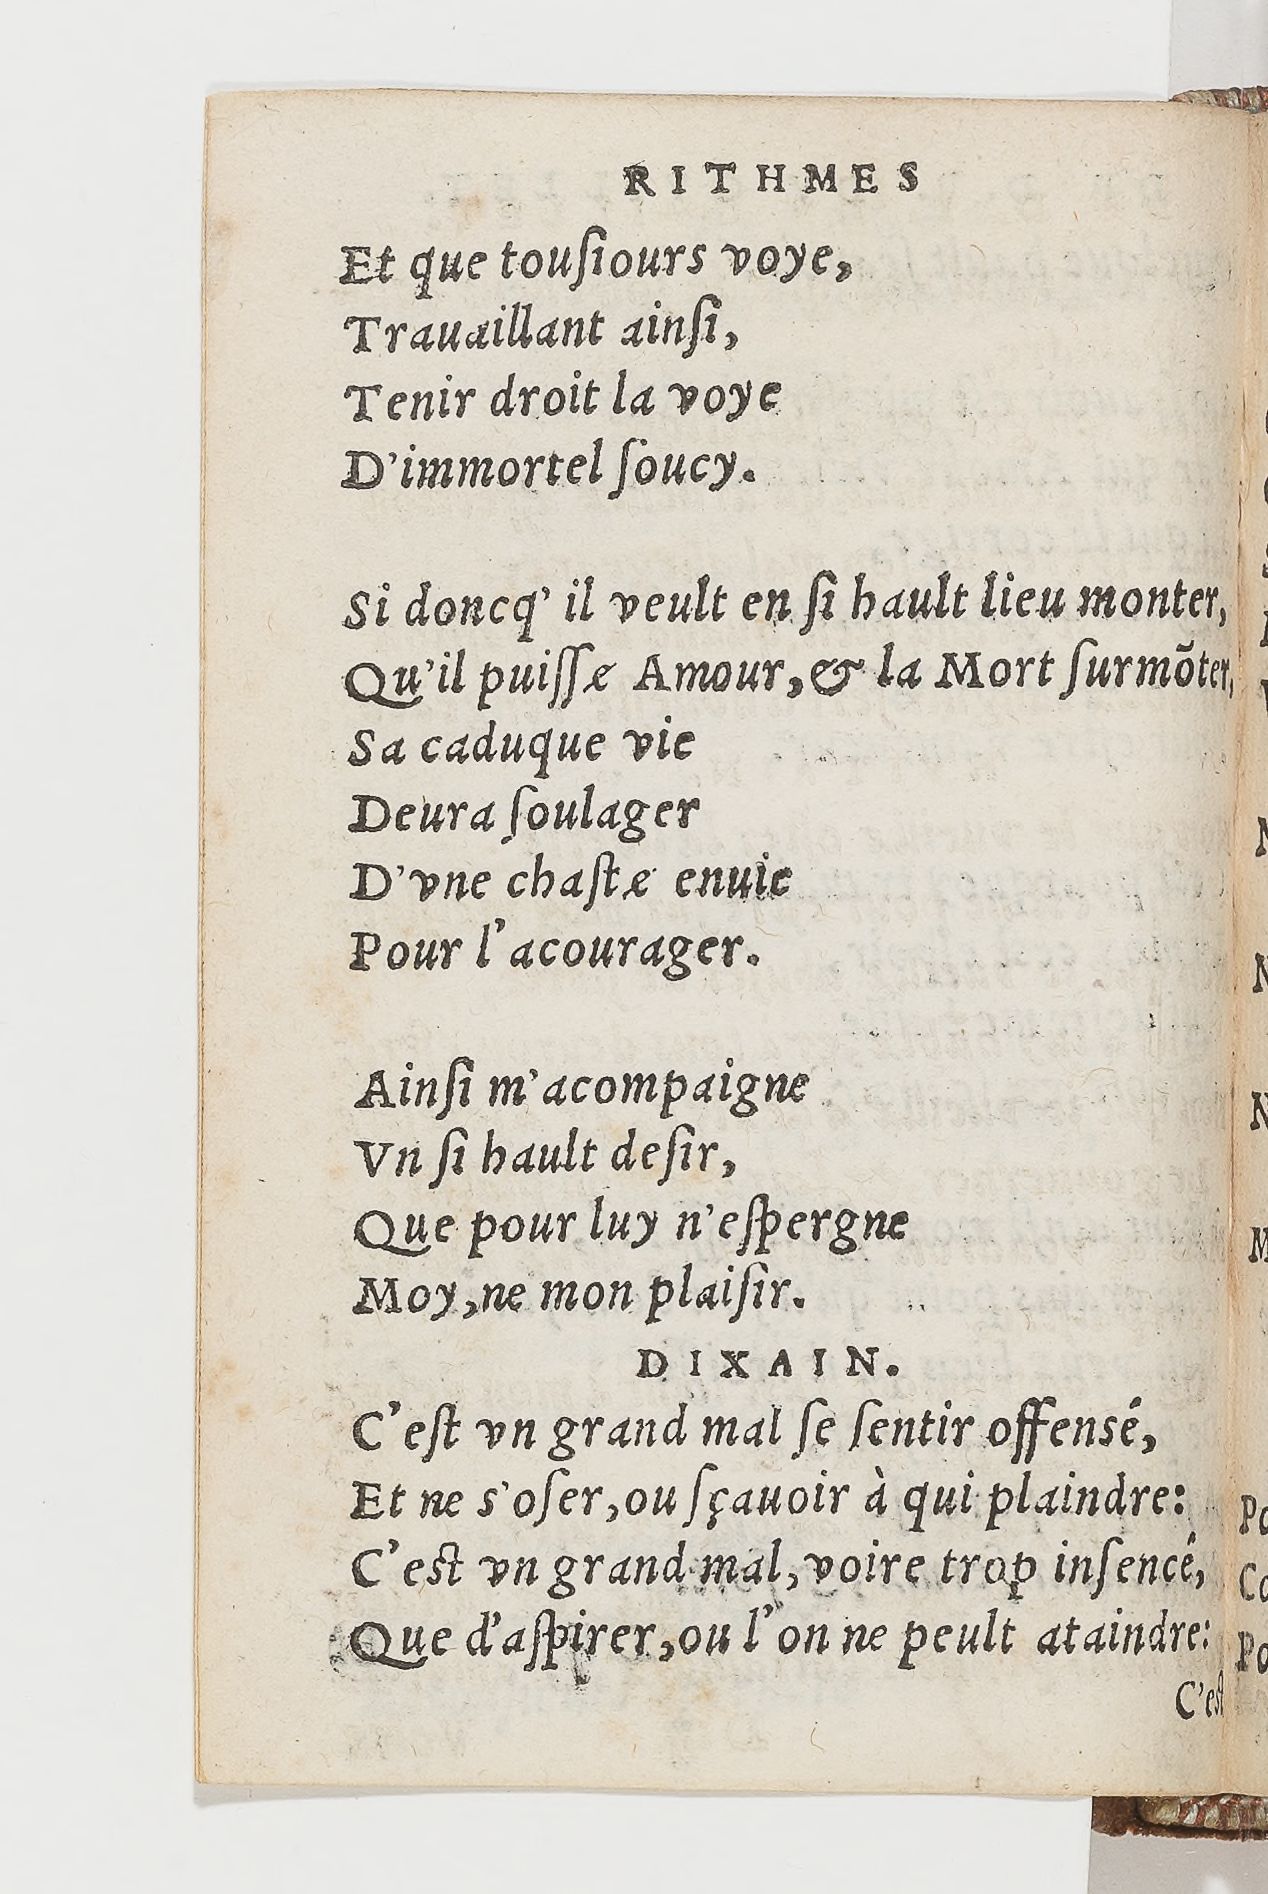 RITHMES
Et que touſiours voye,
Trauaillant ainſi,
Tenir droit la voye
D'immortel ſoucy.
Si doncq' il veult en ſi hault lieu monter,
Qu'il puiſſe Amour, & la Mort ſurmõter,
Sa caduque vie
Deura ſoulager
D'vne chaſte enuie
Pour l'acourager.
Ainſi m'acompaigne
Vn ſi hault deſir,
Que pour luy n'eſpergne
Moy, ne mon plaiſir.
DIXAIN.
C'eſt vn grand mal ſe ſentir offensé,
Et ne s'oſer, ou ſçauoir à qui plaindre:
C'eſt vn grand mal, voire trop inſencé,
Que d'aſpirer, ou l'on ne peult ataindre:
C'eſt